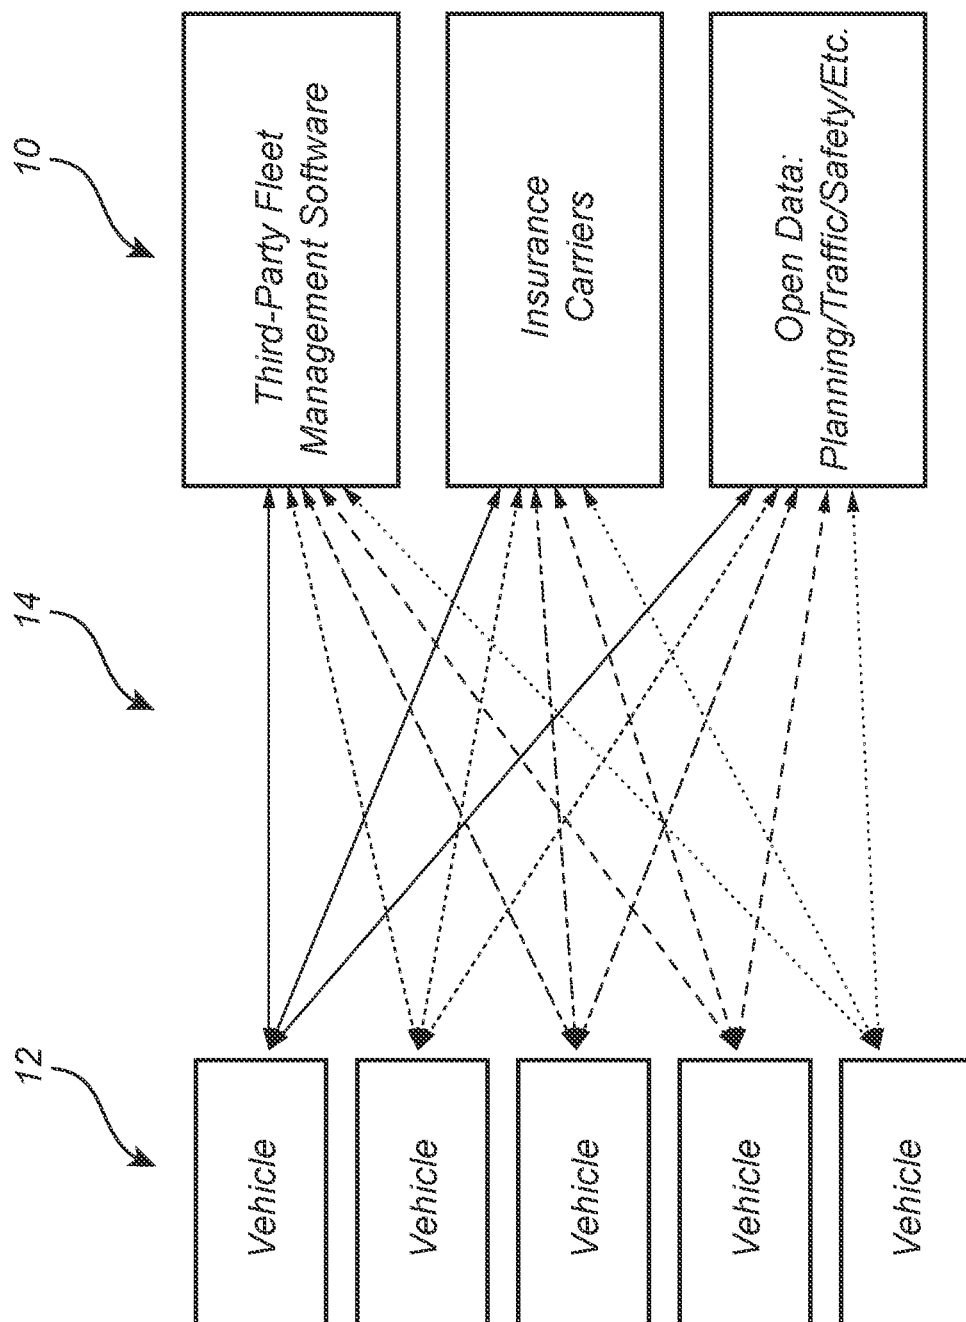 12
14
10
Vehicle
Vehicle
Vehicle
Vehicle
Vehicle
Third-Party Fleet
Management Software
Insurance
Carriers
Open Data:
Planning/Traffic/Safety/Etc.